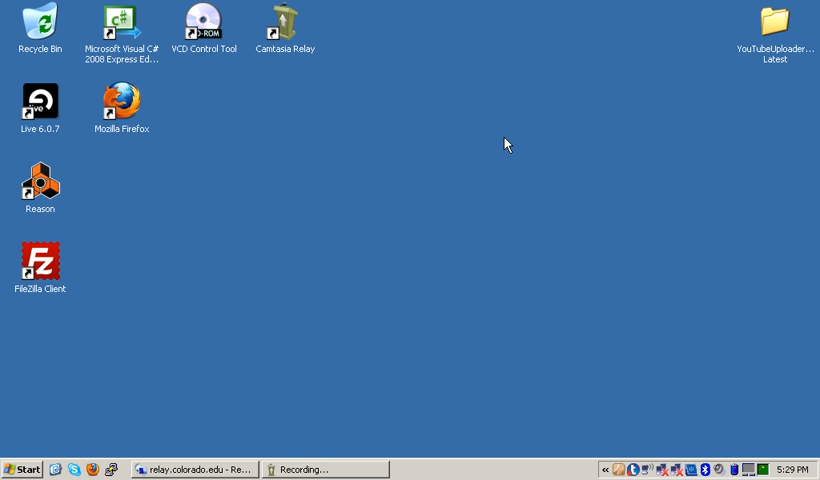 Recycle Bin
Microsoft Visual C#
2008 Express Ed...
VCD Control Tool
Camtasia Relay
YouTubeUploader...
Latest
Live 6.0.7
Mozilla Firefox
Reason
FileZilla Client
Start
relay.colorado.edu - Re...
Recording...
5:29 PM